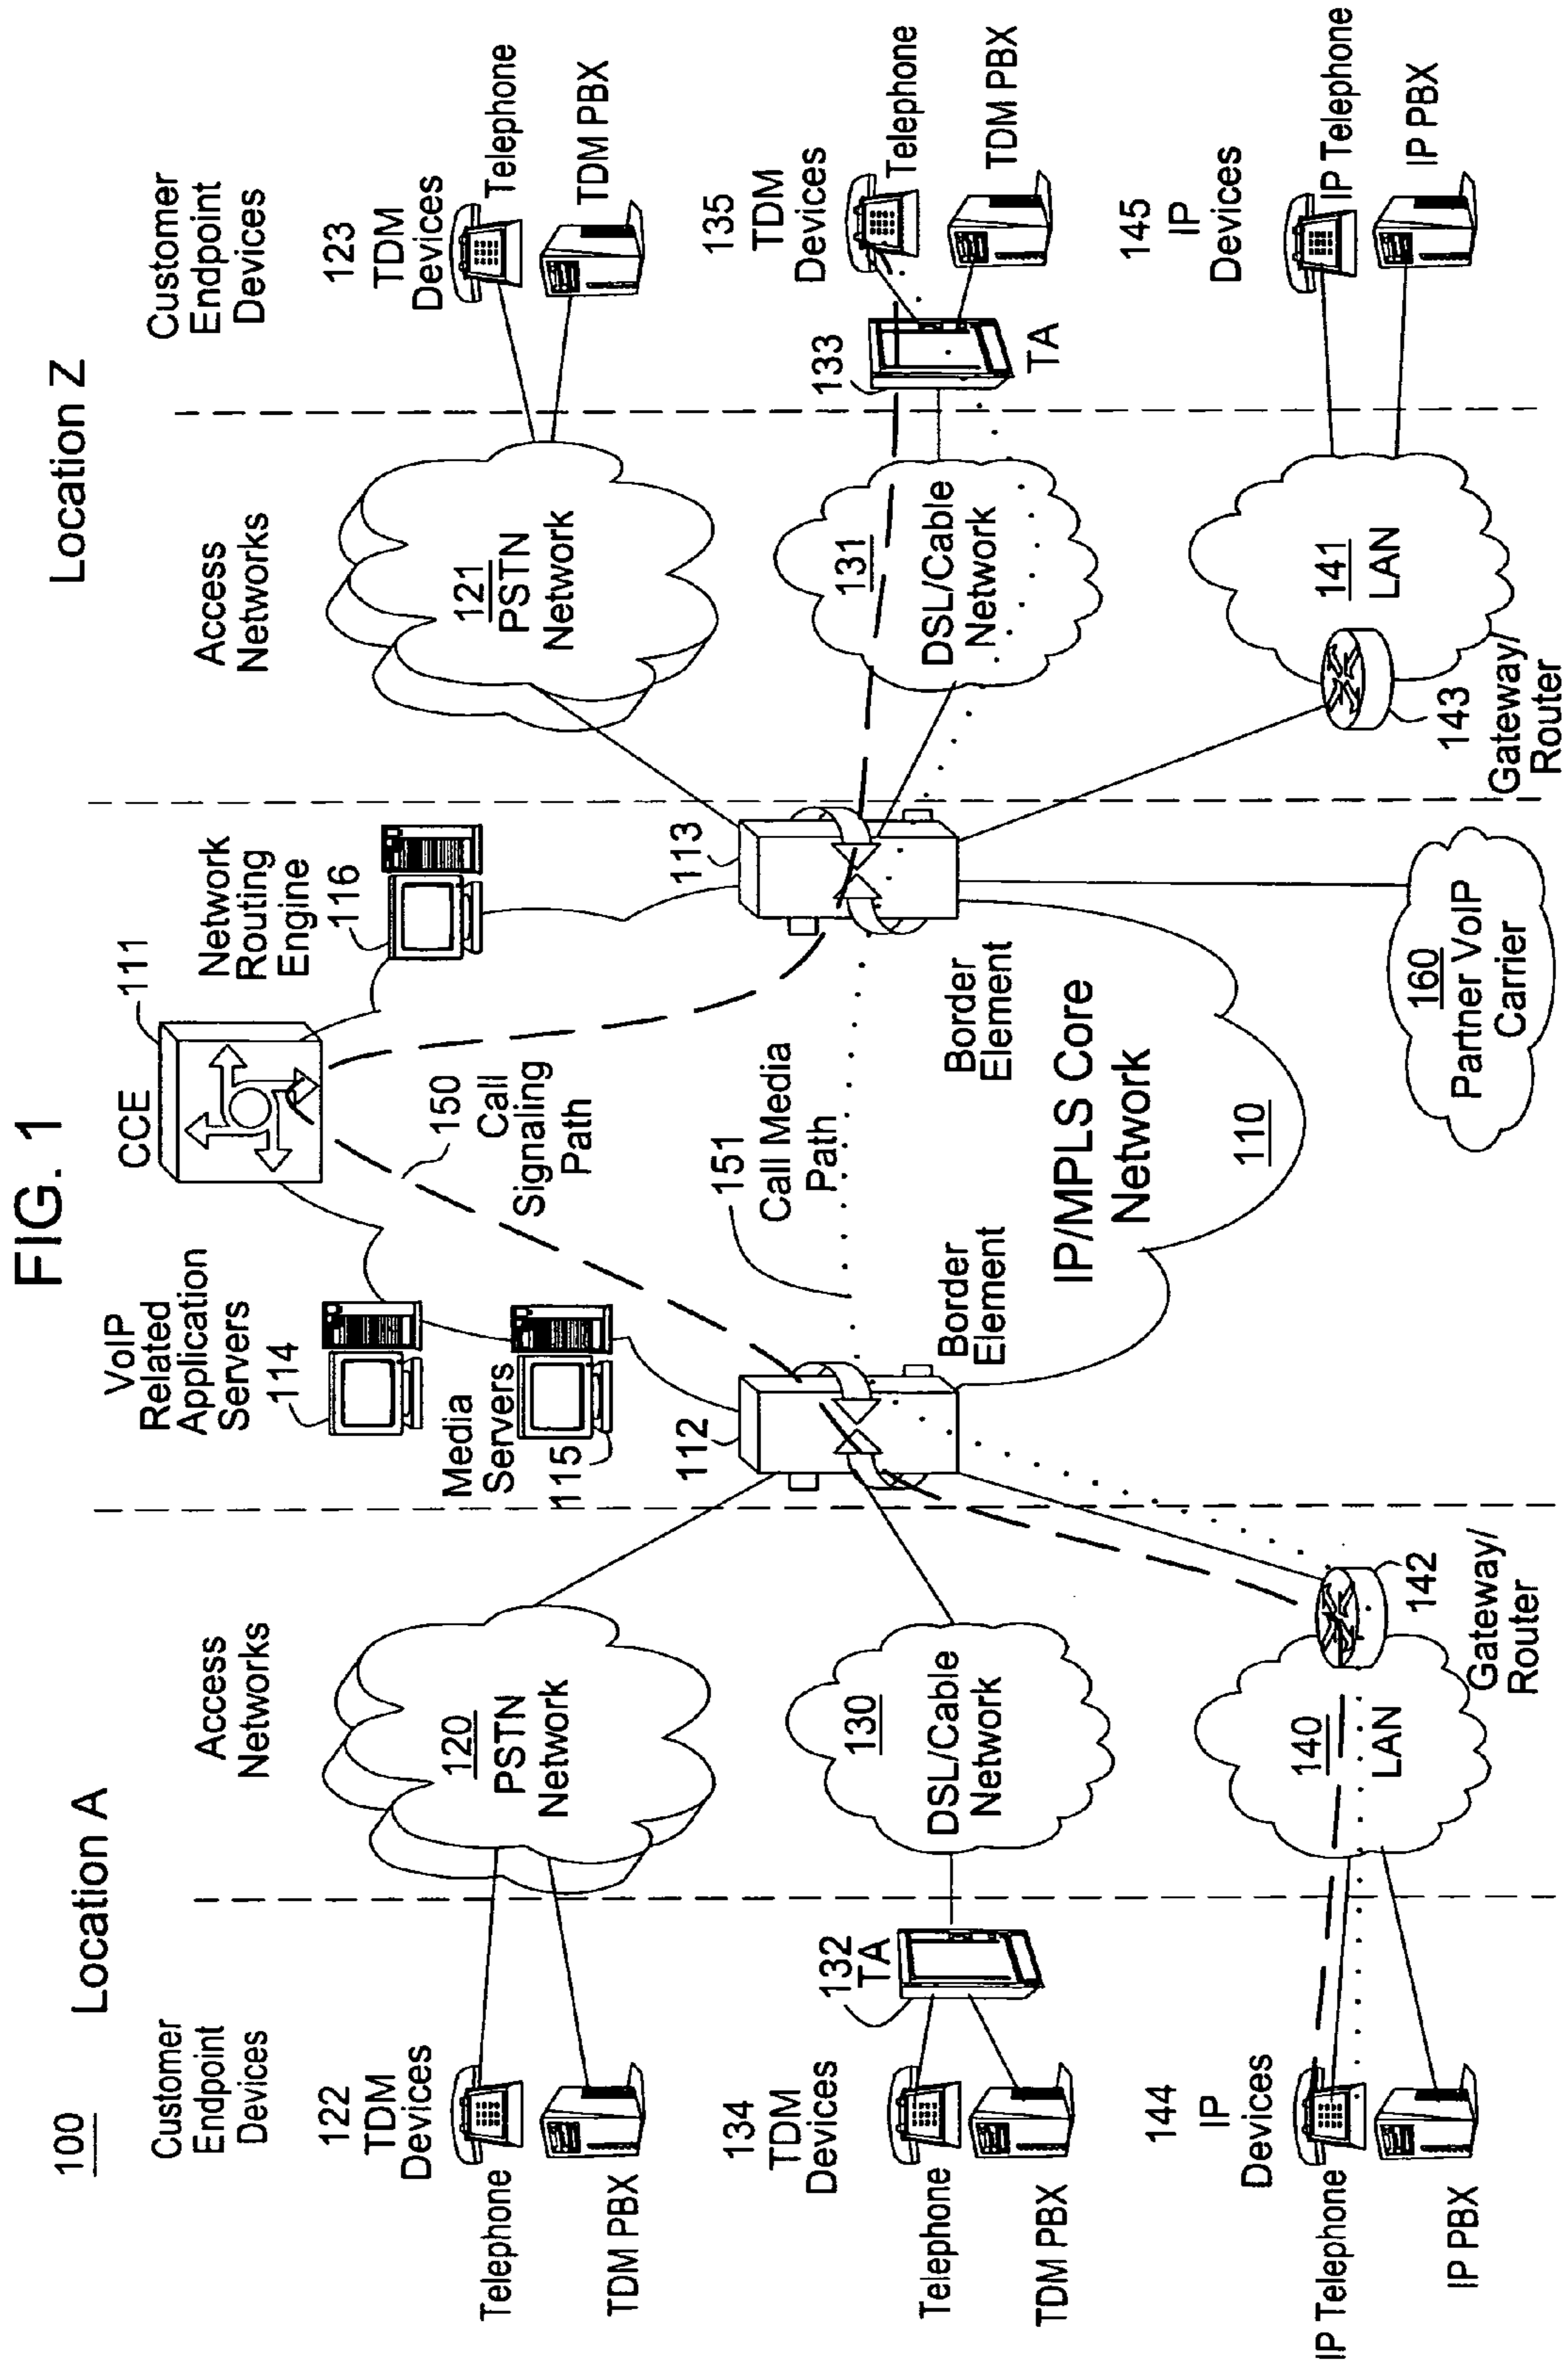 FIG. 1
100
Location A
Location Z
Customer
Endpoint
Devices
Access
Networks
VoIP
Related
Application
Servers
114
Media
Servers
115
CCE
111
Network
Routing
Engine
116
Access
Networks
Customer
Endpoint
Devices
122
TDM
Devices
Telephone
TDM PBX
120
PSTN
Network
150
Call
Signaling
Path
121
PSTN
Network
123
TDM
Devices
Telephone
TDM PBX
134
TDM
Devices
Telephone
TDM PBX
132
TA
130
DSL/Cable
Network
112
Border
Element
151
Call Media
Path
113
Border
Element
131
DSL/Cable
Network
133
TA
135
TDM
Devices
Telephone
TDM PBX
IP/MPLS Core
Network
110
144
IP
Devices
IP Telephone
IP PBX
140
LAN
142
Gateway/
Router
160
Partner VoIP
Carrier
143
Gateway/
Router
141
LAN
145
IP
Devices
IP Telephone
IP PBX